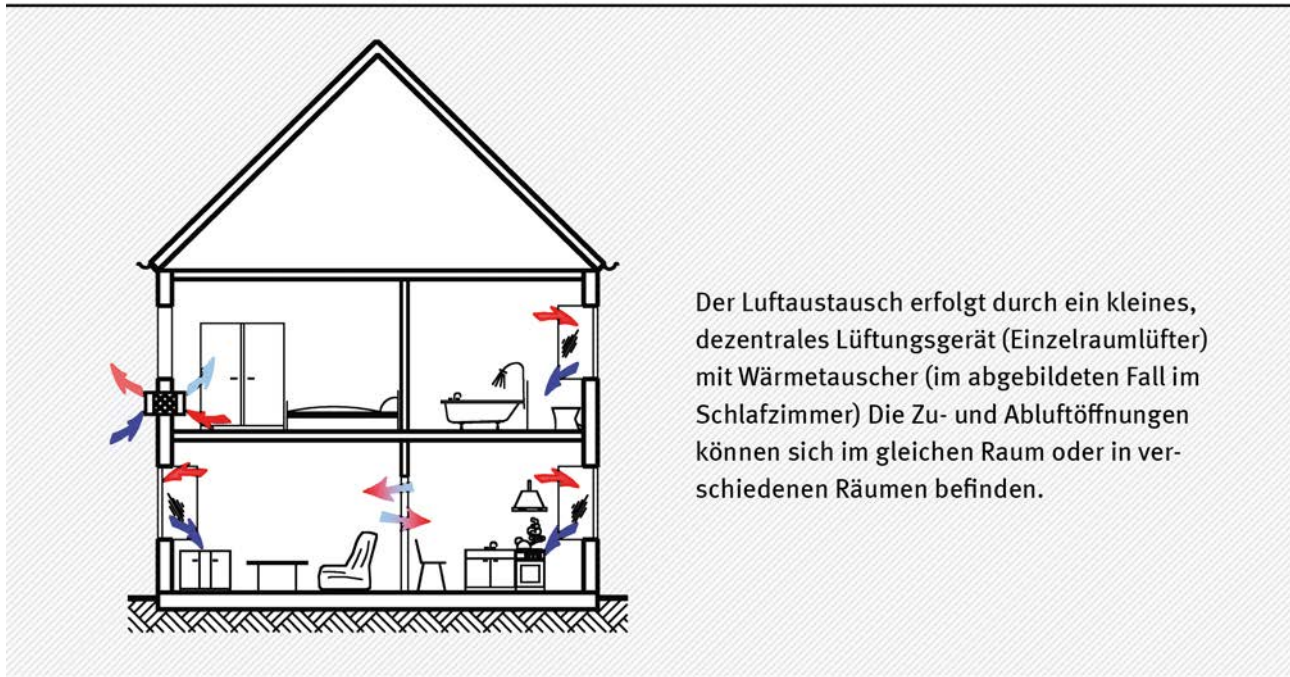 Der Luftaustausch erfolgt durch ein kleines,
dezentrales Lüftungsgerät (Einzelraumlüfter)
mit Wärmetauscher (im abgebildeten Fall im
Schlafzimmer) Die Zu- und Abluftöffnungen
können sich im gleichen Raum oder in ver-
schiedenen Räumen befinden.